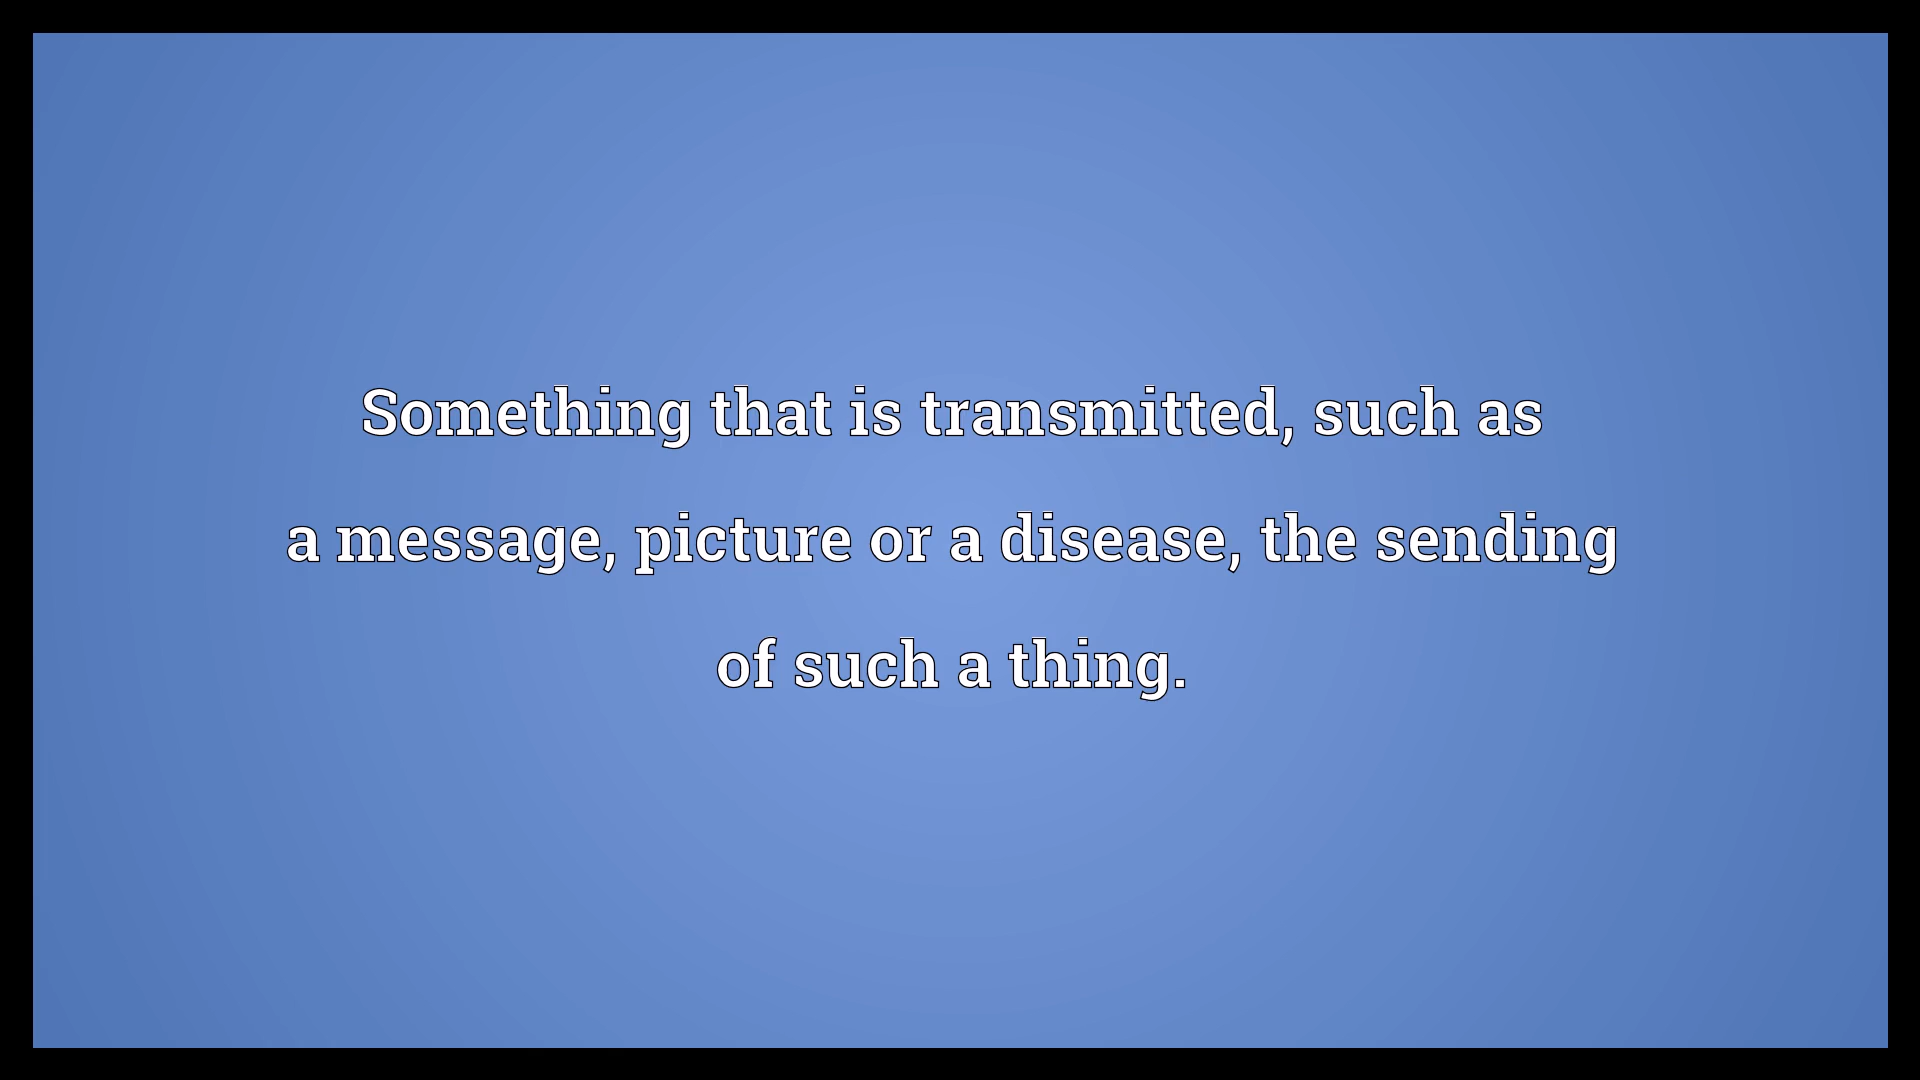 Something that is transmitted, such as
a message, picture or a disease, the sending
of such a thing.